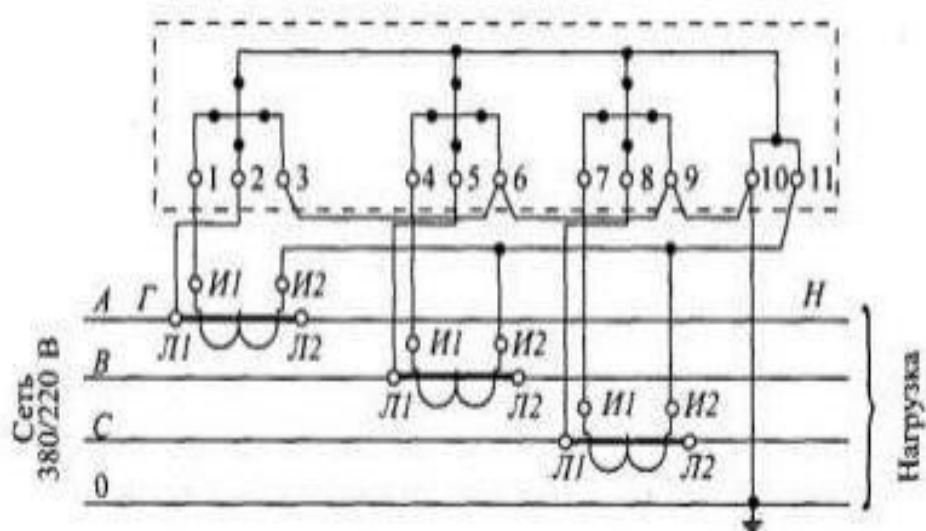 1 2 3 4 5 6 7 8 9 10 11
А Г И1 И2 Н
Л1 Л2
В И1 И2
Л1 Л2
С И1 И2
Л1 Л2
0
Сеть
380/220 В
Нагрузка